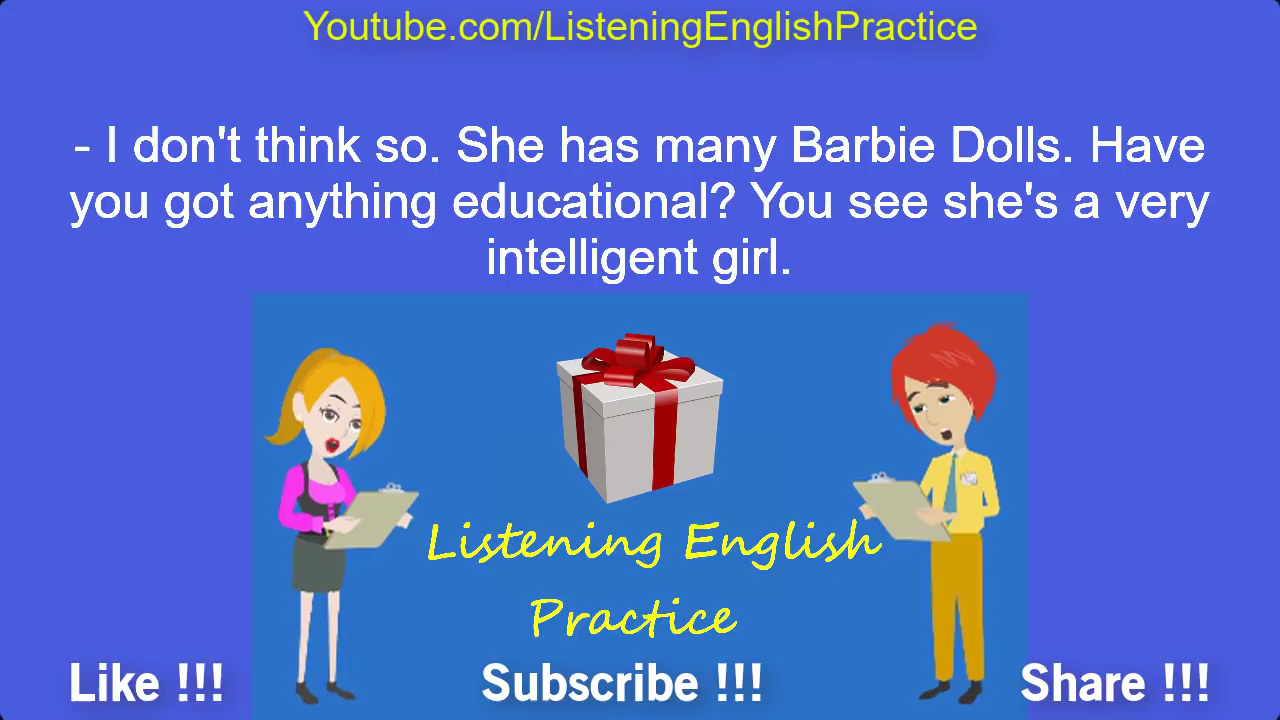 Youtube.com/ListeningEnglishPractice
- I don't think so. She has many Barbie Dolls. Have
you got anything educational? You see she's a very
intelligent girl.
Listening English
Practice
Like !!!
Subscribe !!!
Share !!!